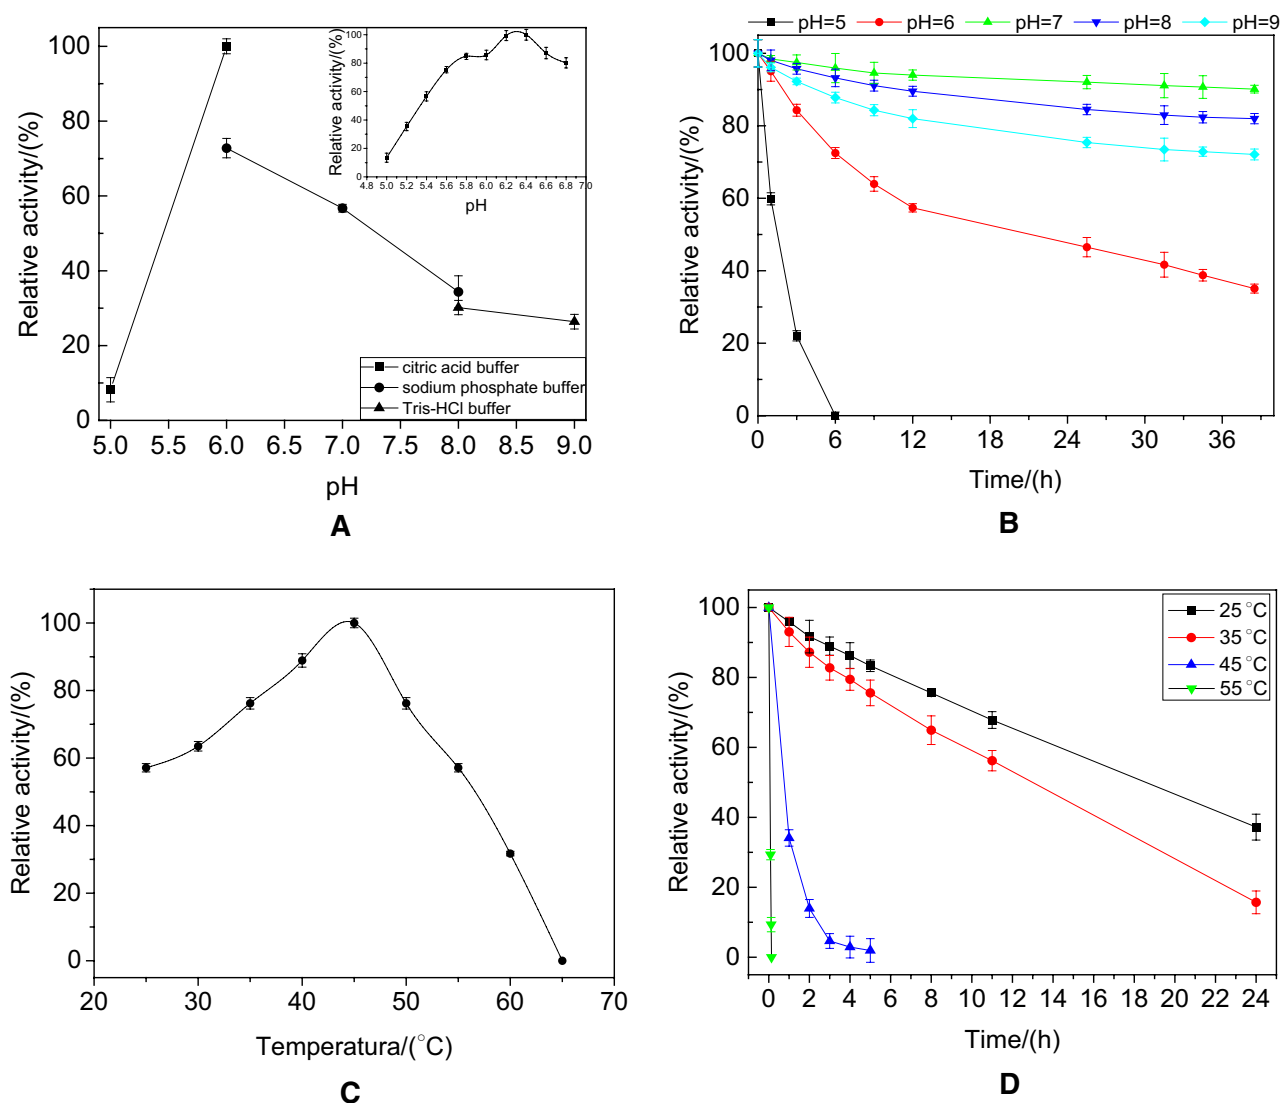 Relative activity/(%)
100
80
60
40
20
0
5.0 5.5 6.0 6.5 7.0 7.5 8.0 8.5 9.0
pH
citric acid buffer
sodium phosphate buffer
Tris-HCl buffer
Relative activity/(%)
100
80
60
40
20
0
4.8 5.0 5.2 5.4 5.6 5.8 6.0 6.2 6.4 6.6 6.8 7.0
pH
A
pH=5 pH=6 pH=7 pH=8 pH=9
Relative activity/(%)
100
80
60
40
20
0
0 6 12 18 24 30 36
Time/(h)
B
Relative activity/(%)
100
80
60
40
20
0
20 30 40 50 60 70
Temperatura/(°C)
C
Relative activity/(%)
100
80
60
40
20
0
0 2 4 6 8 10 12 14 16 18 20 22 24
25 °C
35 °C
45 °C
55 °C
Time/(h)
D